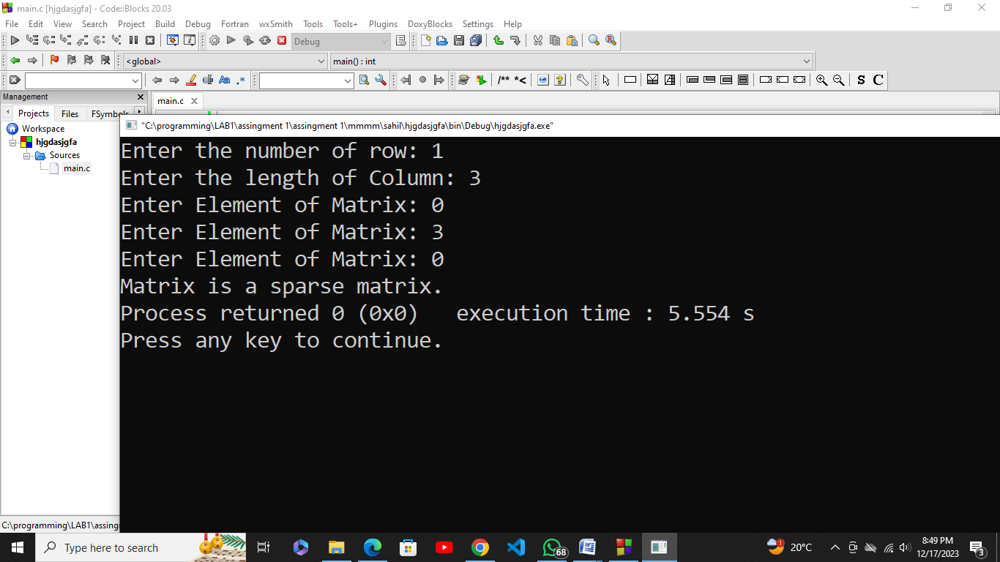 main.c [hjgdasjgfa] - Code::Blocks 20.03
File Edit View Search Project Build Debug Fortran wxSmith Tools Tools+ Plugins DoxyBlocks Settings Help
Debug
<global> main() : int
/** *< S C
Management
main.c
Projects Files FSymbols
Workspace
hjgdasjgfa
Sources
main.c
"C:\programming\LAB1\assingment 1\assingment 1\mmmm\sahil\hjgdasjgfa\bin\Debug\hjgdasjgfa.exe"
Enter the number of row: 1
Enter the length of Column: 3
Enter Element of Matrix: 0
Enter Element of Matrix: 3
Enter Element of Matrix: 0
Matrix is a sparse matrix.
Process returned 0 (0x0)   execution time : 5.554 s
Press any key to continue.
C:\programming\LAB1\assing
Type here to search
68
1
20°C
8:49 PM
12/17/2023
3